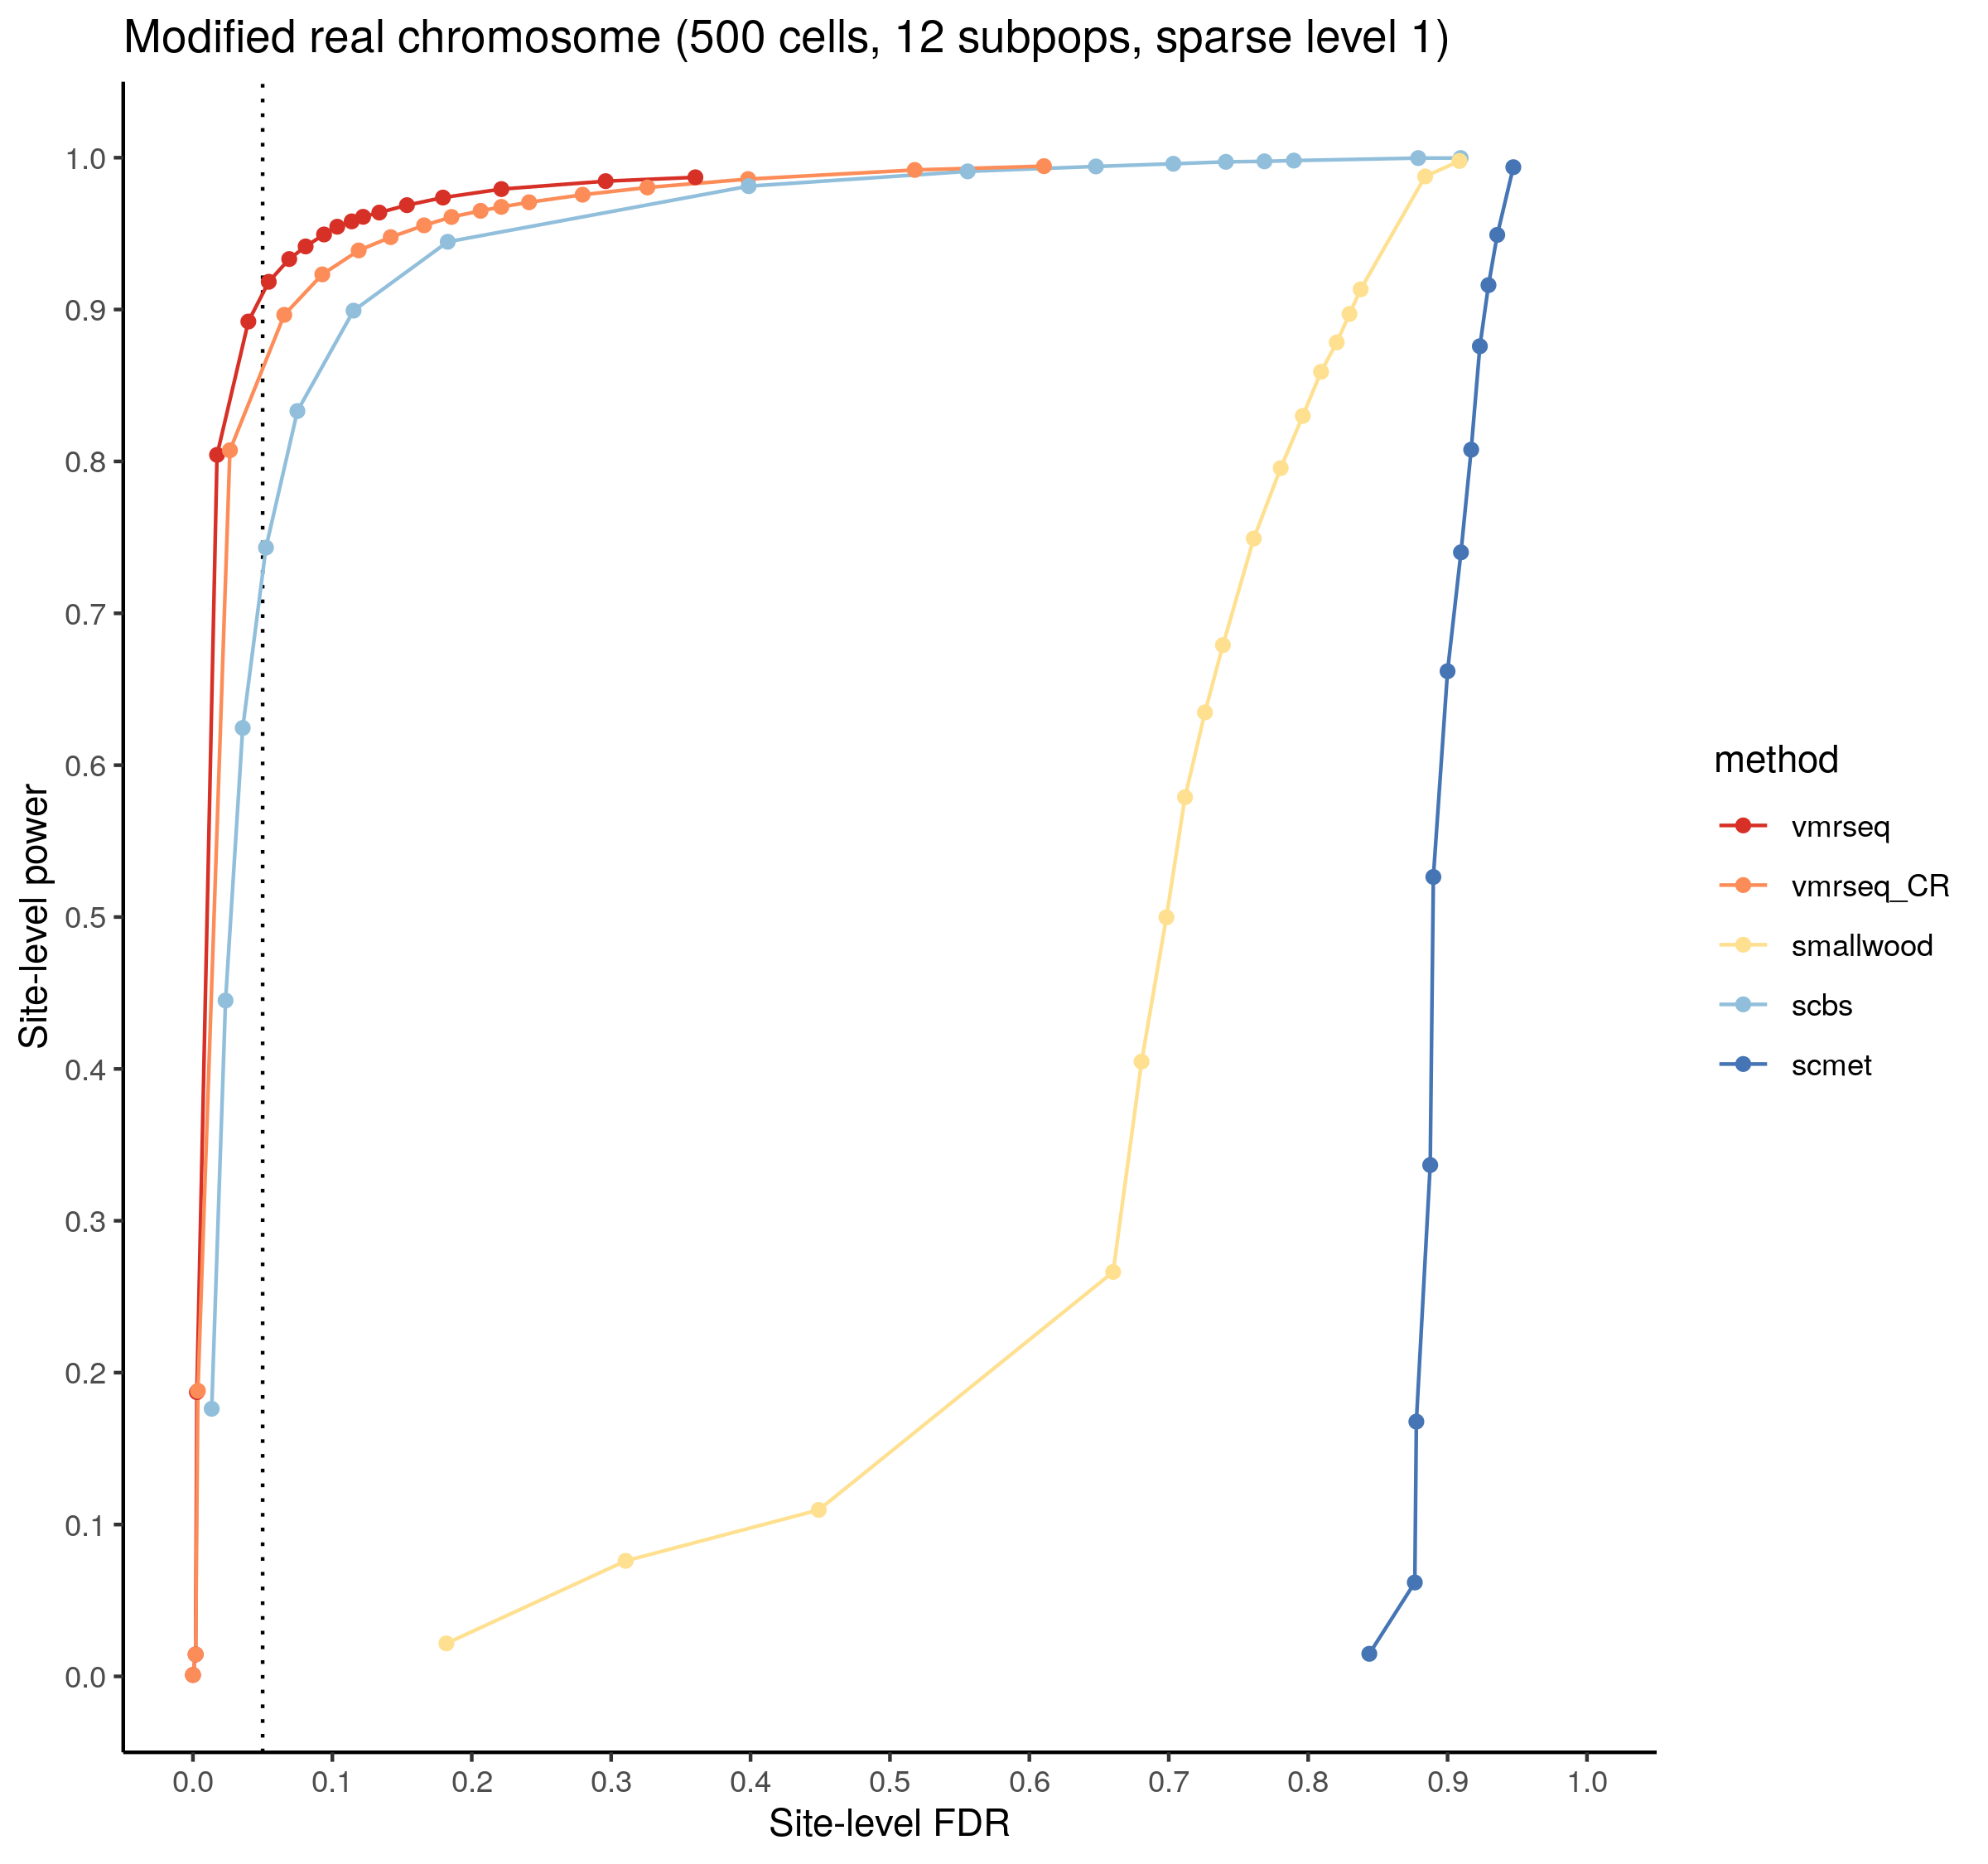 Modified real chromosome (500 cells, 12 subpops, sparse level 1)
Site-level power
1.0
0.9
0.8
0.7
0.6
0.5
0.4
0.3
0.2
0.1
0.0
0.0 0.1 0.2 0.3 0.4 0.5 0.6 0.7 0.8 0.9 1.0
Site-level FDR
method
vmrseq
vmrseq_CR
smallwood
scbs
scmet